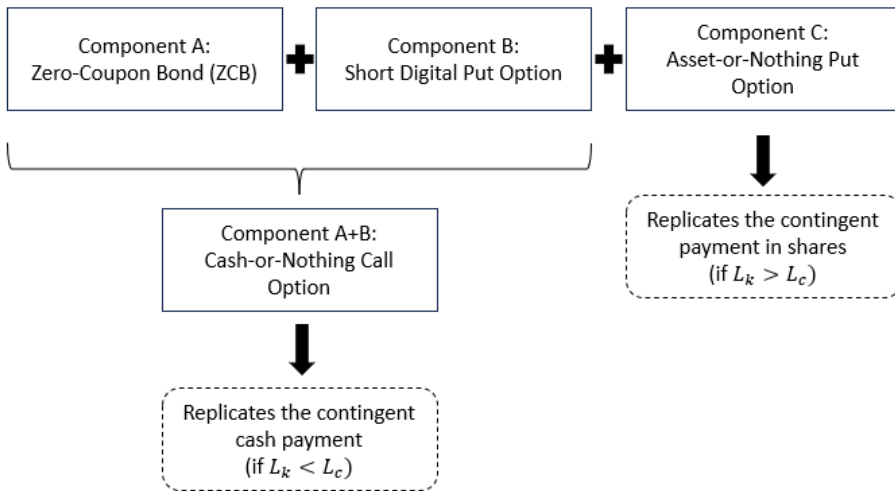 Component A:
Zero-Coupon Bond (ZCB)
Component B:
Short Digital Put Option
Component C:
Asset-or-Nothing Put
Option
Component A+B:
Cash-or-Nothing Call
Option
Replicates the contingent
payment in shares
(if $L_k > L_c$)
Replicates the contingent
cash payment
(if $L_k < L_c$)